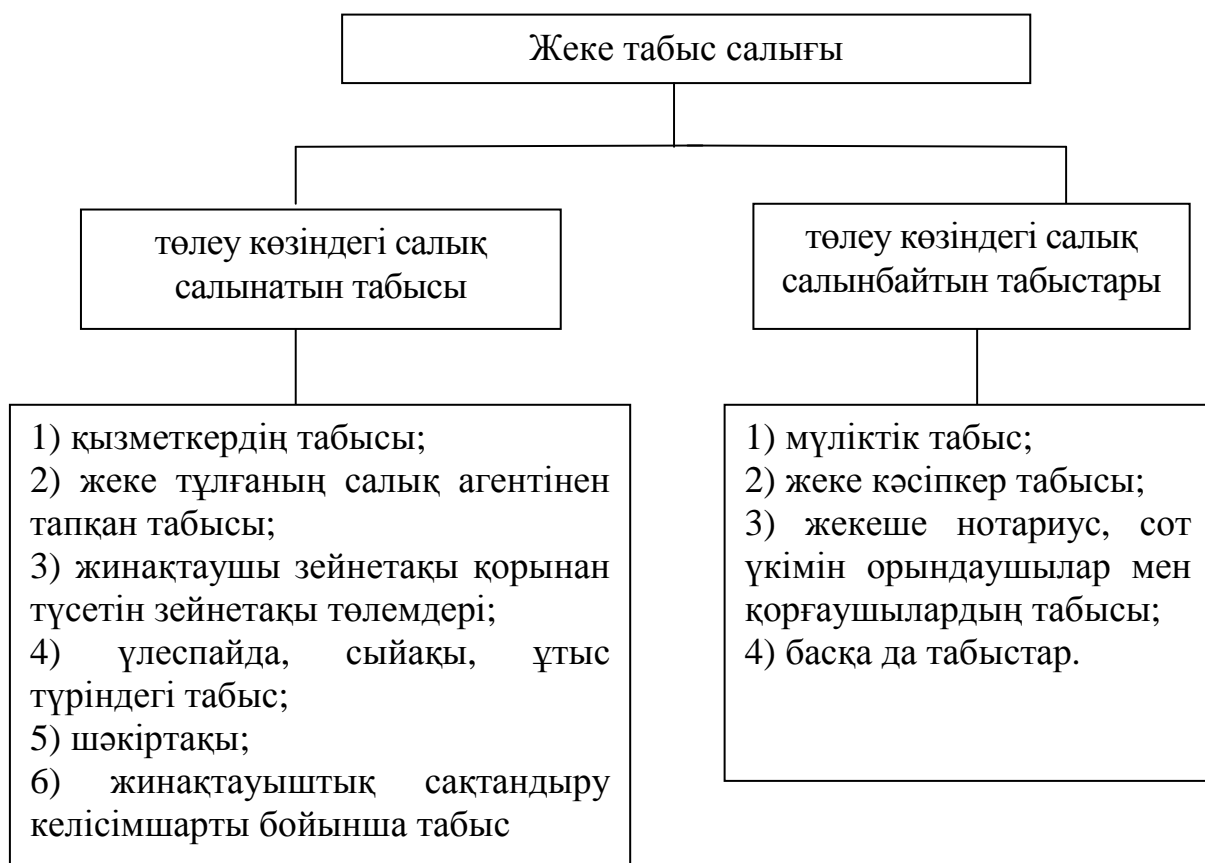 Жеке табыс салығы
төлеу көзіндегі салық
салынатын табысы
төлеу көзіндегі салық
салынбайтын табыстары
1) қызметкердің табысы;
2) жеке тұлғаның салық агентінен
тапқан табысы;
3) жинақтаушы зейнетақы қорынан
түсетін зейнетақы төлемдері;
4) үлеспайда, сыйақы, ұтыс
түріндегі табыс;
5) шәкіртақы;
6) жинақтауыштық сақтандыру
келісімшарты бойынша табыс
1) мүліктік табыс;
2) жеке кәсіпкер табысы;
3) жекеше нотариус, сот
үкімін орындаушылар мен
қорғаушылардың табысы;
4) басқа да табыстар.